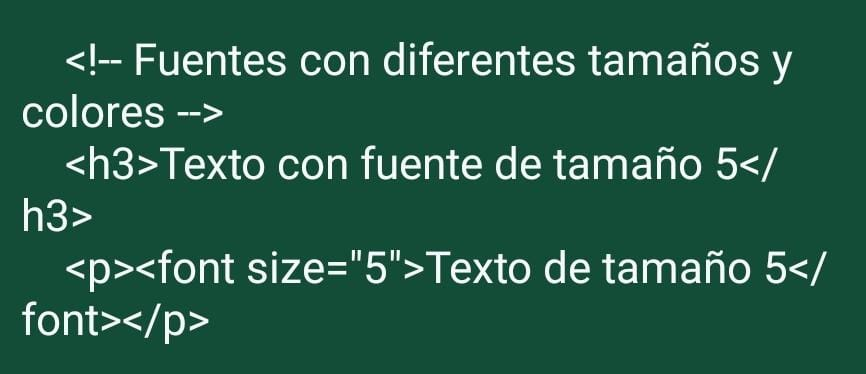 <!-- Fuentes con diferentes tamaños y
colores -->
<h3>Texto con fuente de tamaño 5</
h3>
<p><font size="5">Texto de tamaño 5</
font></p>